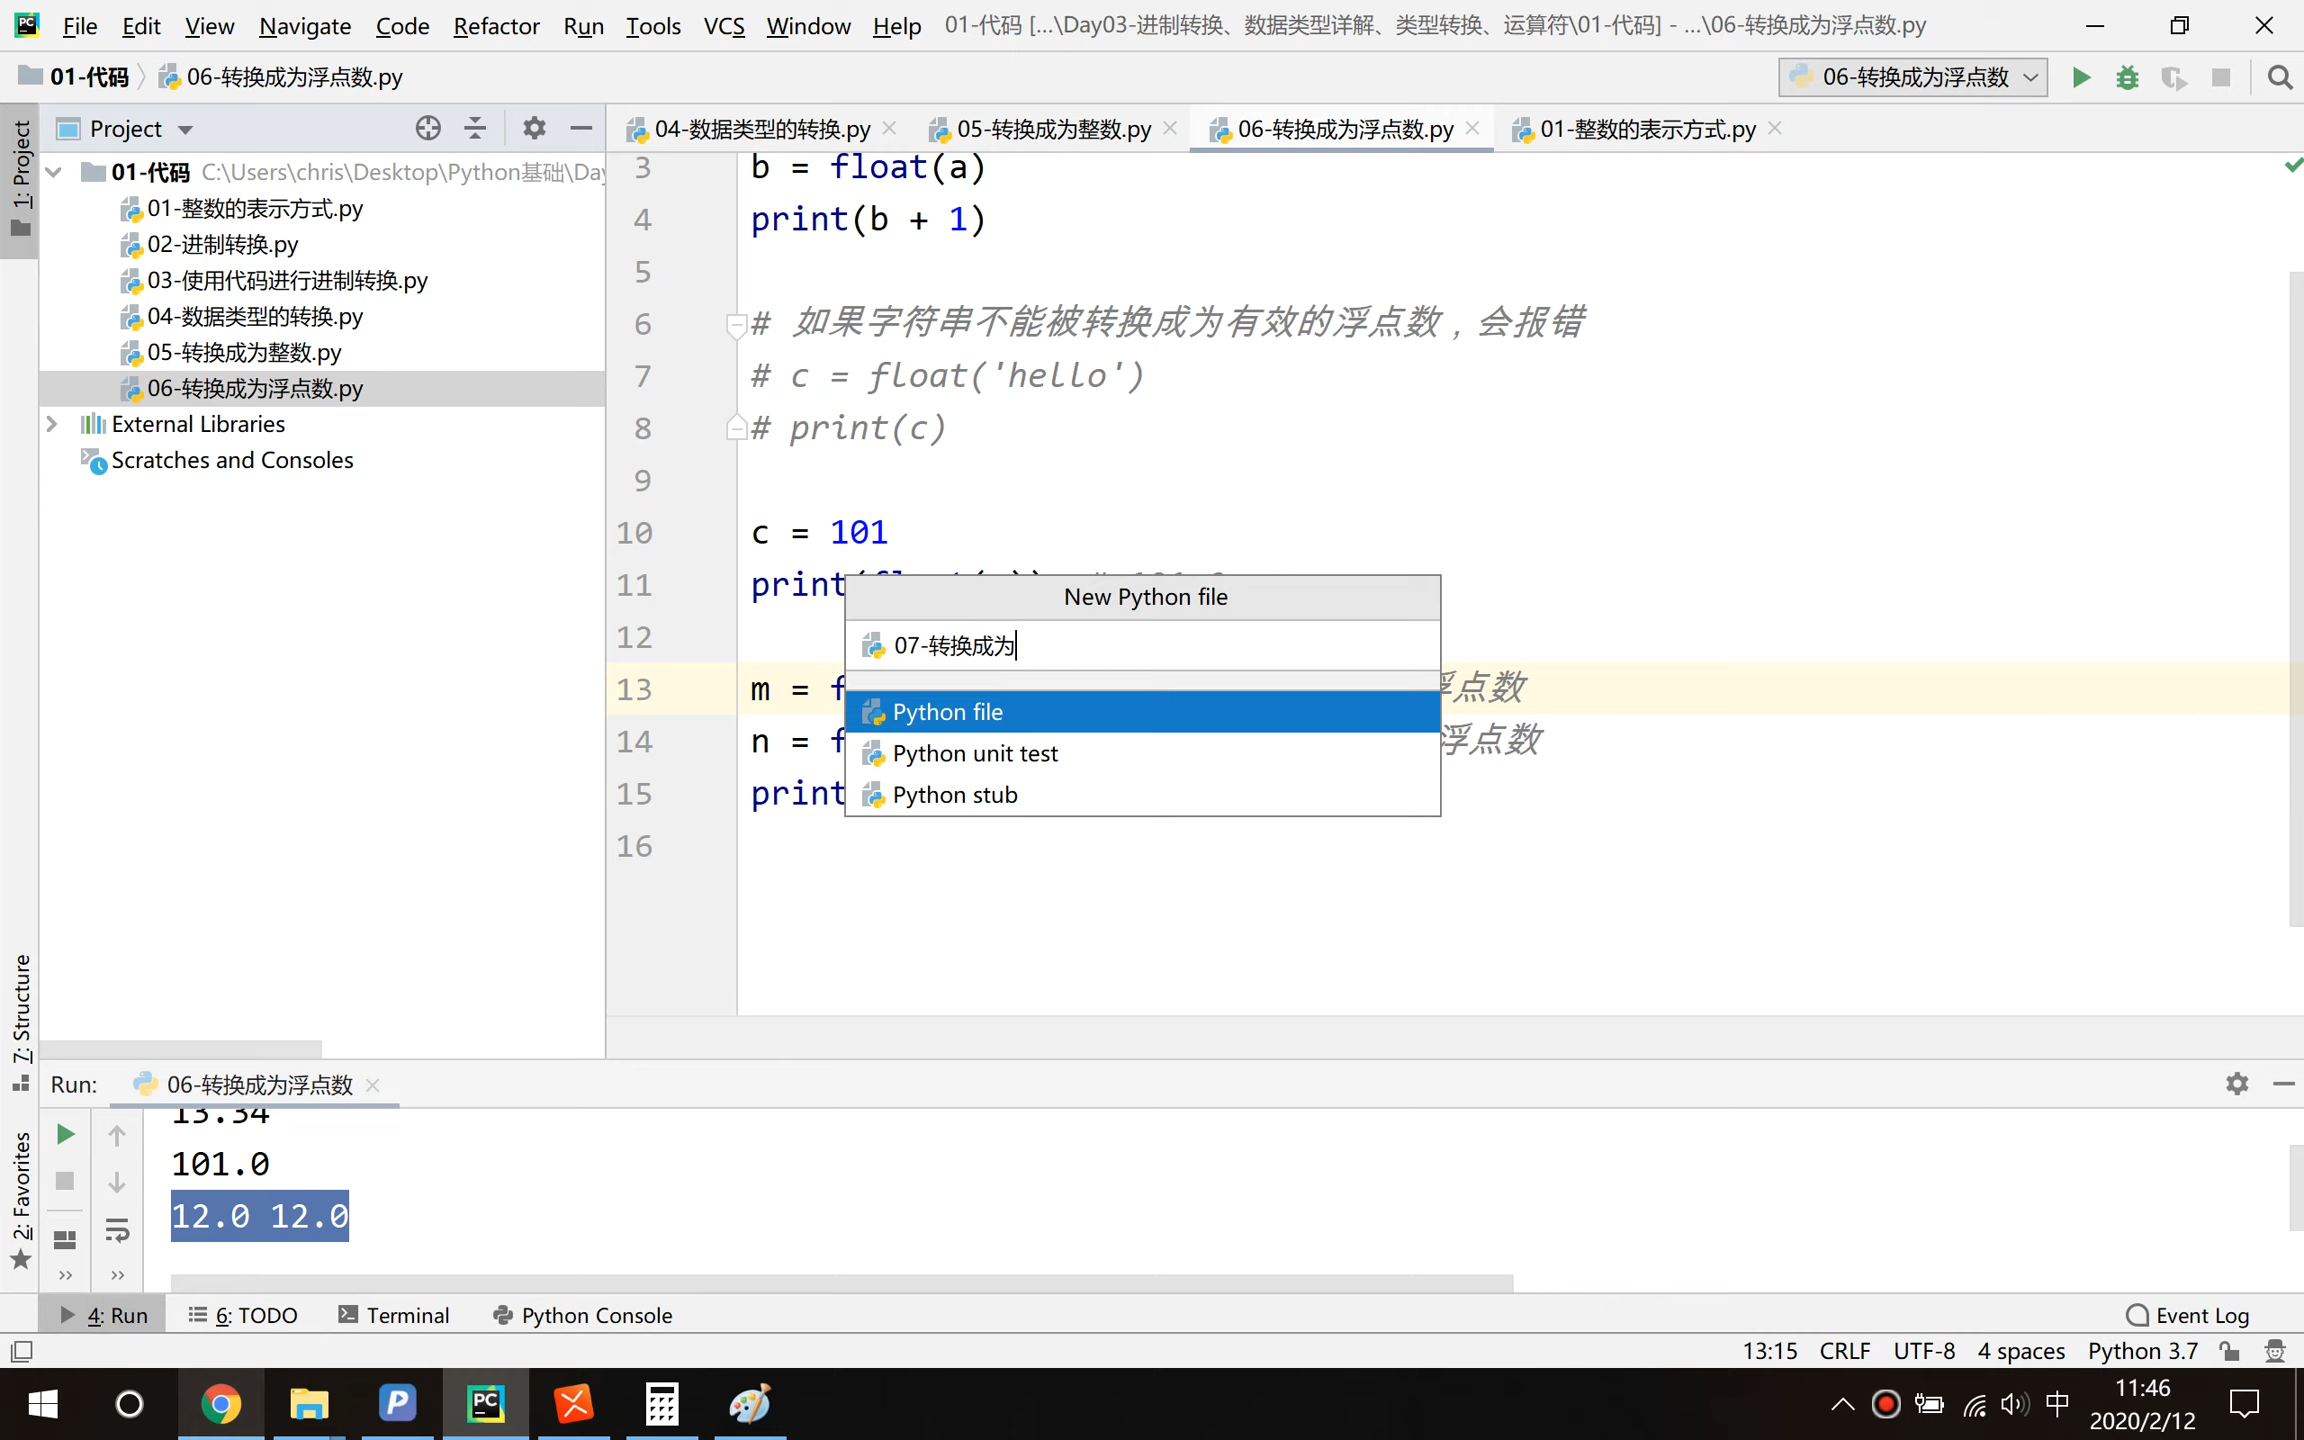 File Edit View Navigate Code Refactor Run Tools VCS Window Help 01-代码 [...\Day03-进制转换、数据类型详解、类型转换、运算符\01-代码] - ...\06-转换成为浮点数.py
01-代码 06-转换成为浮点数.py
06-转换成为浮点数
1: Project
Project
04-数据类型的转换.py
05-转换成为整数.py
06-转换成为浮点数.py
01-整数的表示方式.py
01-代码 C:\Users\chris\Desktop\Python基础\Day
01-整数的表示方式.py
02-进制转换.py
03-使用代码进行进制转换.py
04-数据类型的转换.py
05-转换成为整数.py
06-转换成为浮点数.py
External Libraries
Scratches and Consoles
3 b = float(a)
4 print(b + 1)
5
6 # 如果字符串不能被转换成为有效的浮点数，会报错
7 # c = float('hello')
8 # print(c)
9
10 c = 101
11 print
12
13 m = f 浮点数
14 n = f 浮点数
15 print
16
New Python file
07-转换成为
Python file
Python unit test
Python stub
7: Structure
2: Favorites
Run: 06-转换成为浮点数
13.34
101.0
12.0 12.0
4: Run 6: TODO Terminal Python Console Event Log
13:15 CRLF UTF-8 4 spaces Python 3.7
中
11:46
2020/2/12